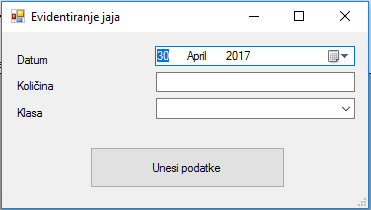 Evidentiranje jaja
Datum 30 April 2017
Količina
Klasa
Unesi podatke